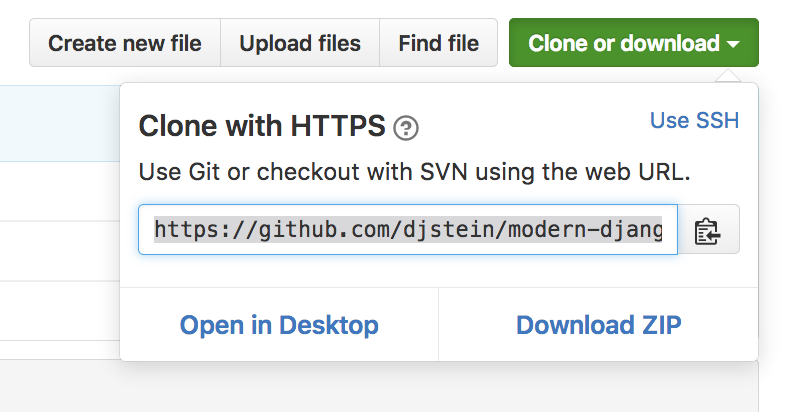 Create new file Upload files Find file Clone or download
Clone with HTTPS ? Use SSH
Use Git or checkout with SVN using the web URL.
https://github.com/djstein/modern-djang
Open in Desktop Download ZIP